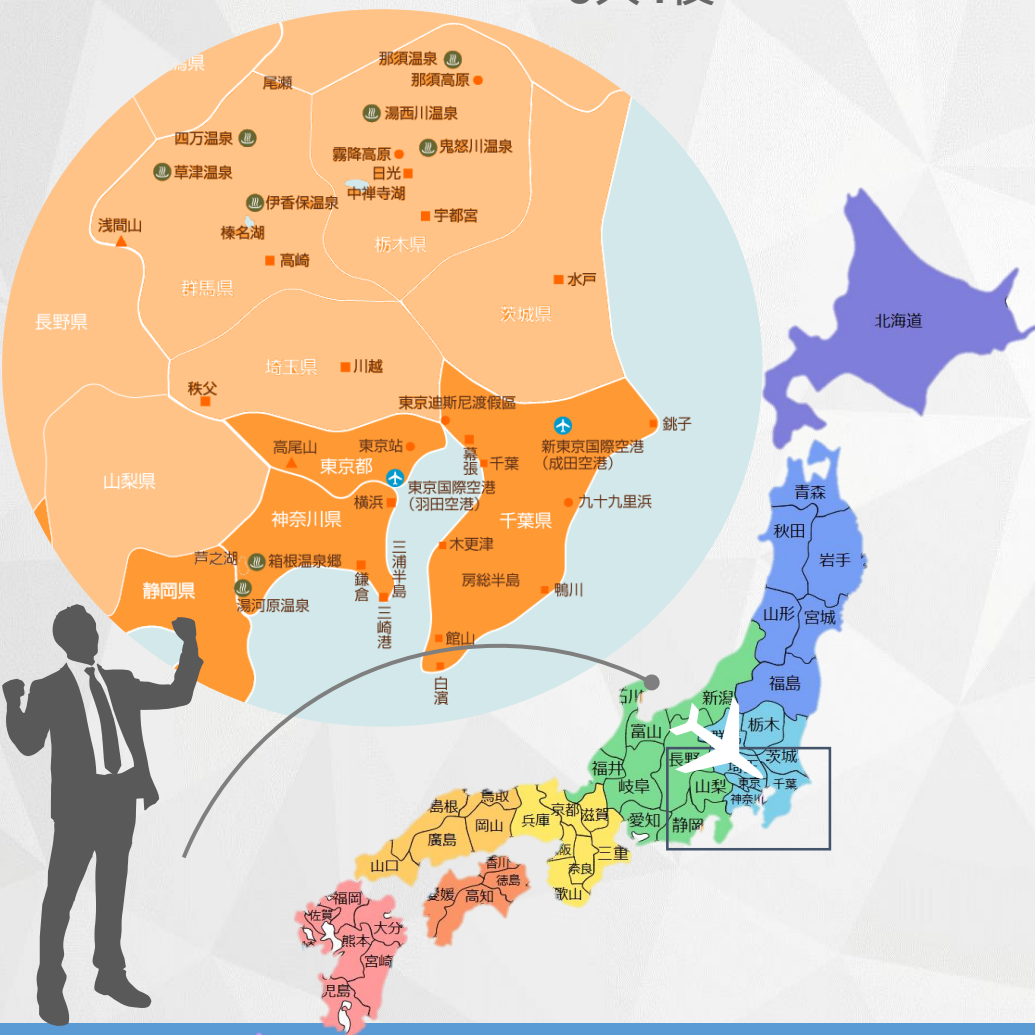 那須温泉
那須高原
尾瀬
湯西川温泉
四万温泉
鬼怒川温泉
霧降高原
草津温泉
日光
中禅寺湖
伊香保温泉
宇都宮
浅間山
榛名湖
栃木県
高崎
水戸
群馬県
茨城県
長野県
埼玉県
川越
秩父
東京迪斯尼渡假區
銚子
高尾山
東京站
幕張
新東京国際空港
(成田空港)
千葉
東京都
山梨県
東京国際空港
(羽田空港)
横浜
九十九里浜
神奈川県
千葉県
木更津
三浦半島
芦之湖
箱根温泉郷
鎌倉
房総半島
鴨川
静岡県
湯河原温泉
三崎港
館山
白濱
北海道
青森
秋田
岩手
山形
宮城
福島
新潟
栃木
富山
茨城
長野
福井
岐阜
山梨
東京
千葉
神奈川
愛知
静岡
島根
鳥取
岡山
兵庫
京都
滋賀
廣島
三重
山口
奈良
香川
徳島
高知
福岡
佐賀
大分
熊本
宮崎
児島